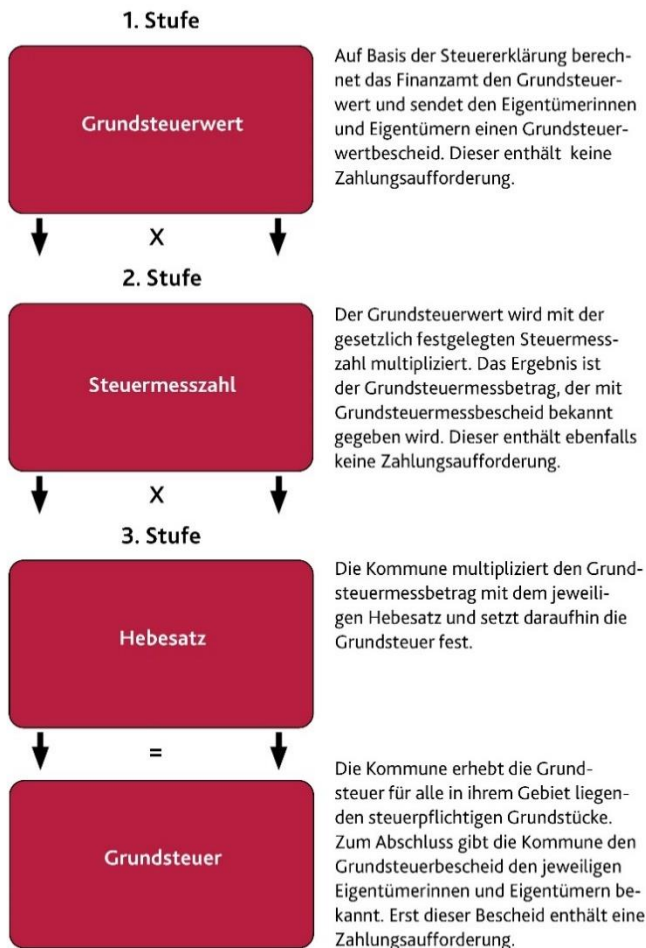 1. Stufe
Grundsteuerwert
Auf Basis der Steuererklärung berech-
net das Finanzamt den Grundsteuer-
wert und sendet den Eigentümerinnen
und Eigentümern einen Grundsteuer-
wertbescheid. Dieser enthält keine
Zahlungsaufforderung.
X
2. Stufe
Steuermesszahl
Der Grundsteuerwert wird mit der
gesetzlich festgelegten Steuermess-
zahl multipliziert. Das Ergebnis ist
der Grundsteuermessbetrag, der mit
Grundsteuermessbescheid bekannt
gegeben wird. Dieser enthält ebenfalls
keine Zahlungsaufforderung.
X
3. Stufe
Hebesatz
Die Kommune multipliziert den Grund-
steuermessbetrag mit dem jeweili-
gen Hebesatz und setzt daraufhin die
Grundsteuer fest.
=
Grundsteuer
Die Kommune erhebt die Grund-
steuer für alle in ihrem Gebiet liegen-
den steuerpflichtigen Grundstücke.
Zum Abschluss gibt die Kommune den
Grundsteuerbescheid den jeweiligen
Eigentümerinnen und Eigentümern be-
kannt. Erst dieser Bescheid enthält eine
Zahlungsaufforderung.